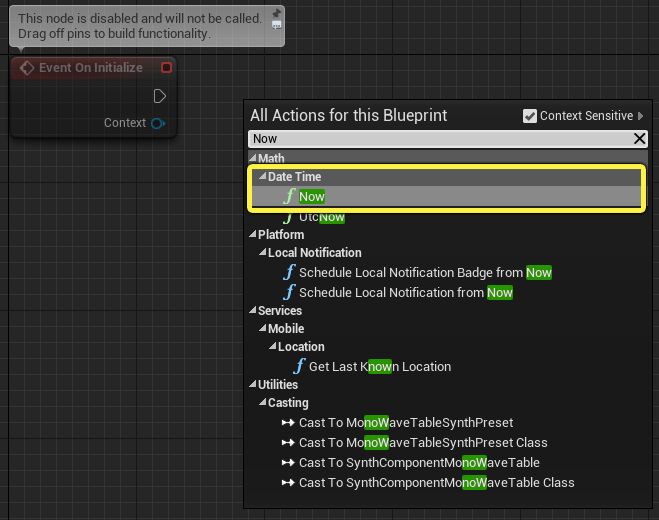 This node is disabled and will not be called.
Drag off pins to build functionality.
Event On Initialize
Context
All Actions for this Blueprint
Context Sensitive
Now
Math
Date Time
Now
UtcNow
Platform
Local Notification
Schedule Local Notification Badge from Now
Schedule Local Notification from Now
Services
Mobile
Location
Get Last Known Location
Utilities
Casting
Cast To MonoWaveTableSynthPreset
Cast To MonoWaveTableSynthPreset Class
Cast To SynthComponentMonoWaveTable
Cast To SynthComponentMonoWaveTable Class